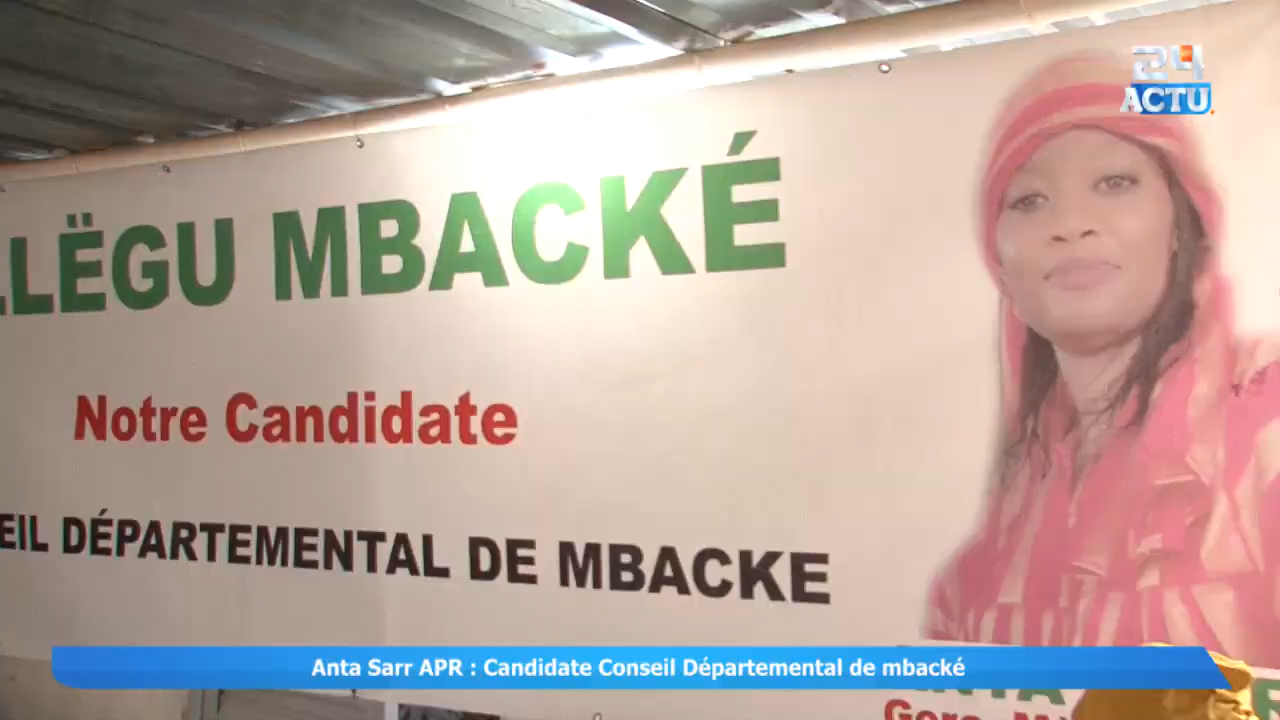 24
ACTU.
LLËGU MBACKÉ
Notre Candidate
EIL DÉPARTEMENTAL DE MBACKE
Anta Sarr APR : Candidate Conseil Départemental de mbacké